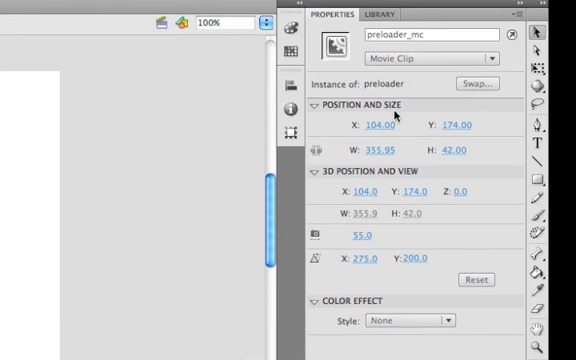 PROPERTIES LIBRARY
100% preloader_mc
Movie Clip
Instance of: preloader Swap...
POSITION AND SIZE
X: 104.00 Y: 174.00
W: 355.95 H: 42.00
3D POSITION AND VIEW
X: 104.0 Y: 174.0 Z: 0.0
W: 355.9 H: 42.0
55.0
X: 275.0 Y: 200.0
Reset
COLOR EFFECT
Style: None